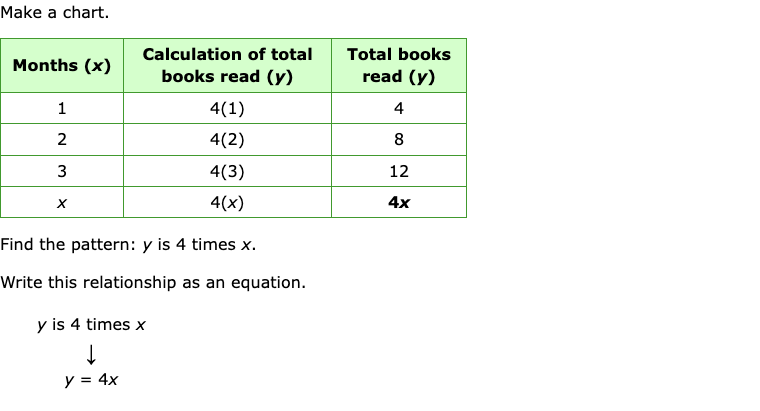 Make a chart.
Months (x)
Calculation of total
books read (y)
Total books
read (y)
1
4(1)
4
2
4(2)
8
3
4(3)
12
x
4(x)
4x
Find the pattern: y is 4 times x.
Write this relationship as an equation.
y is 4 times x
↓
y = 4x